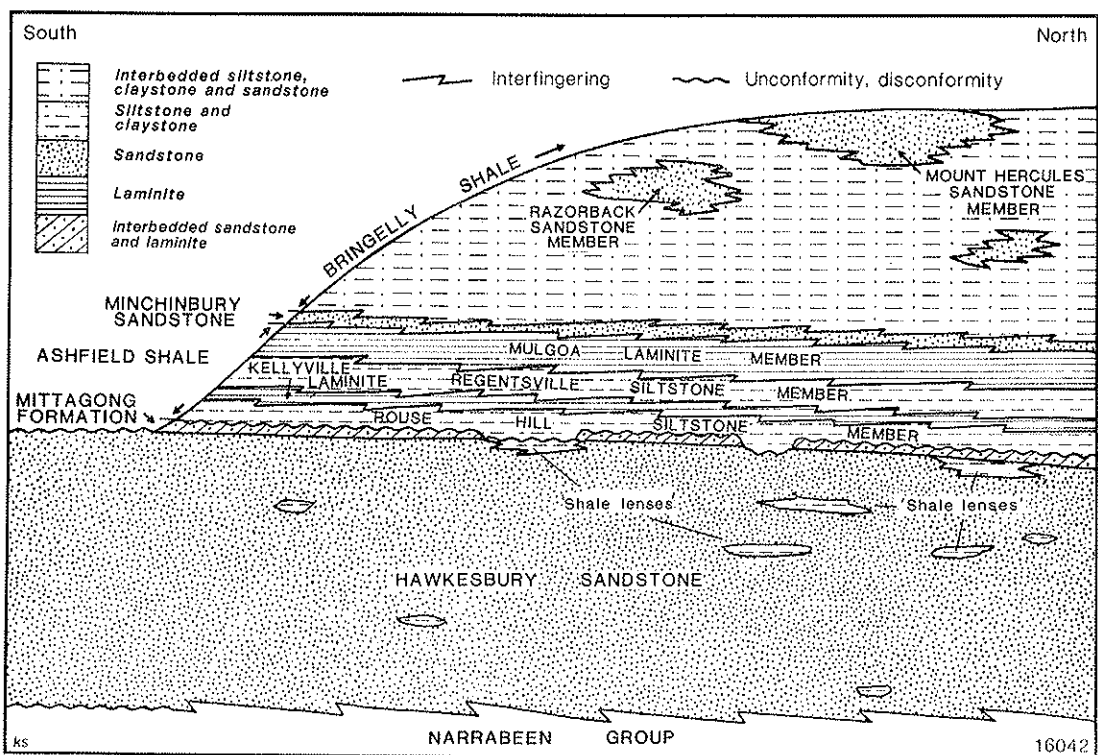 South
North
Interbedded siltstone,
claystone and sandstone
Siltstone and
claystone
Sandstone
Laminite
Interbedded sandstone
and laminite
Interfingering
Unconformity, disconformity
BRINGELLY SHALE
RAZORBACK
SANDSTONE
MEMBER
MOUNT HERCULES
SANDSTONE
MEMBER
MINCHINBURY
SANDSTONE
ASHFIELD SHALE
MITTAGONG
FORMATION
MULGOA LAMINITE MEMBER
KELLYVILLE
LAMINITE
REGENTSVILLE SILTSTONE MEMBER
ROUSE HILL SILTSTONE MEMBER
Shale lenses
Shale lenses
HAWKESBURY SANDSTONE
NARRABEEN GROUP
ks
16042